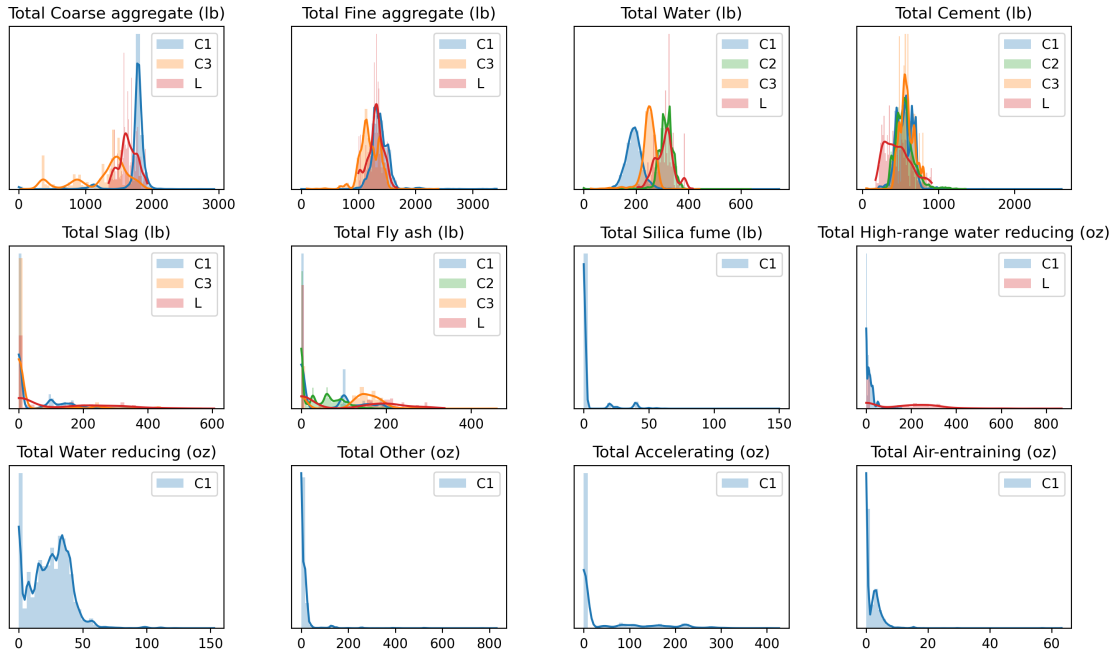 Total Coarse aggregate (lb)
C1
C3
L
0 1000 2000 3000
Total Fine aggregate (lb)
C1
C3
L
0 1000 2000 3000
Total Water (lb)
C1
C2
C3
L
0 200 400 600
Total Cement (lb)
C1
C2
C3
L
0 1000 2000
Total Slag (lb)
C1
C3
L
0 200 400 600
Total Fly ash (lb)
C1
C2
C3
L
0 200 400
Total Silica fume (lb)
C1
0 50 100 150
Total High-range water reducing (oz)
C1
L
0 200 400 600 800
Total Water reducing (oz)
C1
0 50 100 150
Total Other (oz)
C1
0 200 400 600 800
Total Accelerating (oz)
C1
0 100 200 300 400
Total Air-entraining (oz)
C1
0 20 40 60